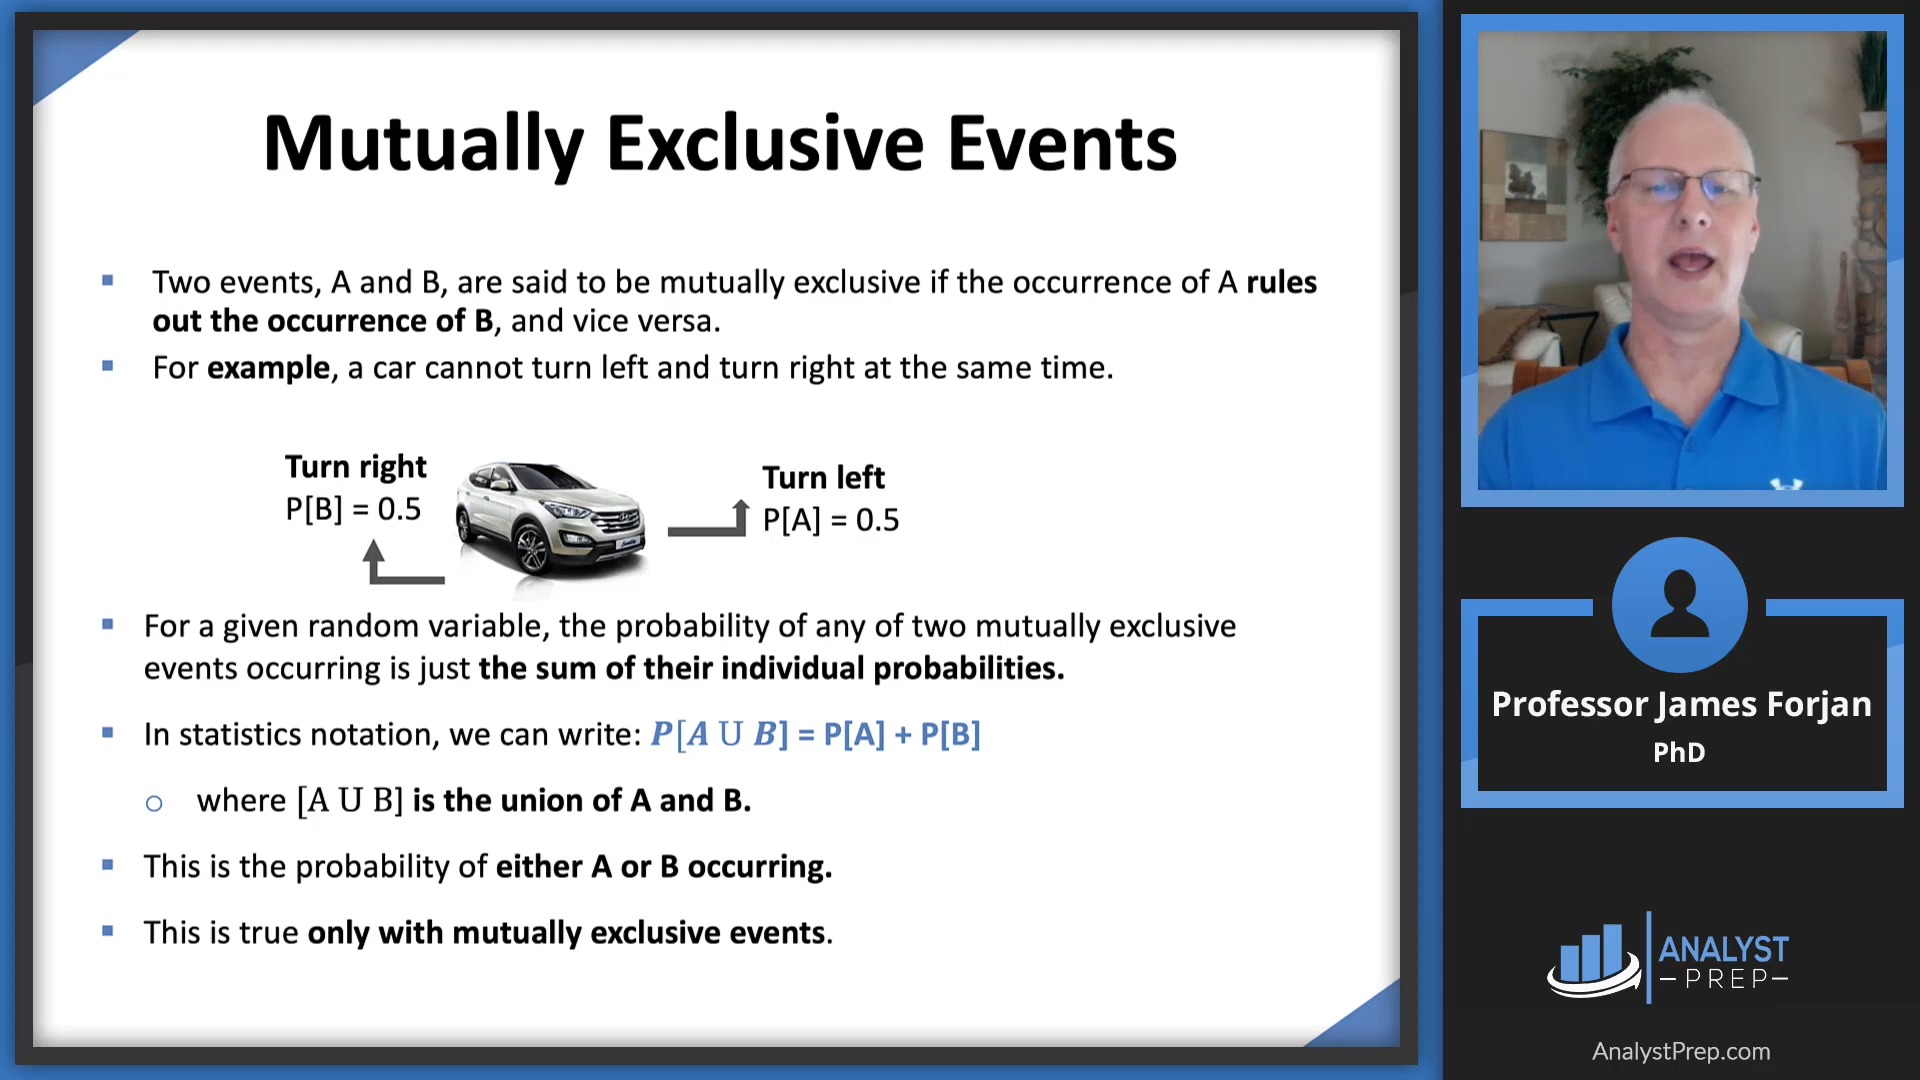 Mutually Exclusive Events
▪ Two events, A and B, are said to be mutually exclusive if the occurrence of A rules
out the occurrence of B, and vice versa.
▪ For example, a car cannot turn left and turn right at the same time.
Turn right
P[B] = 0.5
Turn left
P[A] = 0.5
▪ For a given random variable, the probability of any of two mutually exclusive
events occurring is just the sum of their individual probabilities.
▪ In statistics notation, we can write: P[A U B] = P[A] + P[B]
o where [A U B] is the union of A and B.
▪ This is the probability of either A or B occurring.
▪ This is true only with mutually exclusive events.
Professor James Forjan
PhD
ANALYST
PREP
AnalystPrep.com